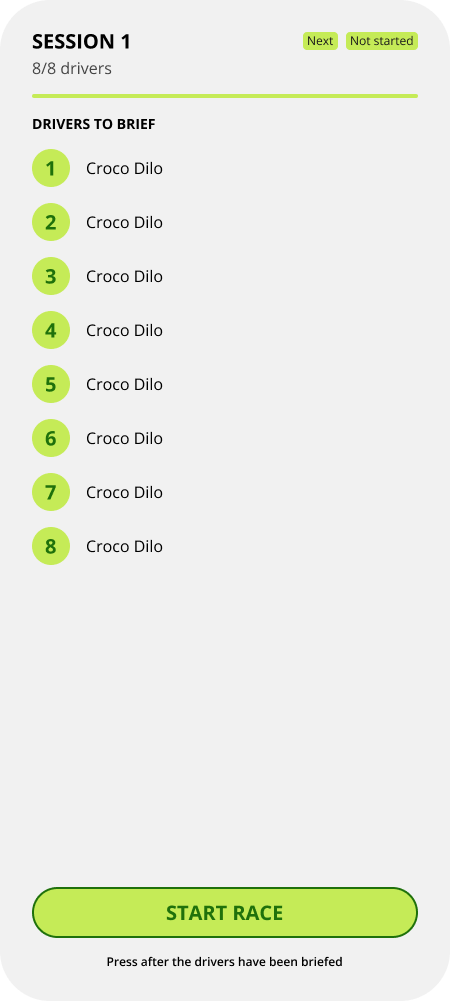 SESSION 1
Next
Not started
8/8 drivers
DRIVERS TO BRIEF
1 Croco Dilo
2 Croco Dilo
3 Croco Dilo
4 Croco Dilo
5 Croco Dilo
6 Croco Dilo
7 Croco Dilo
8 Croco Dilo
START RACE
Press after the drivers have been briefed